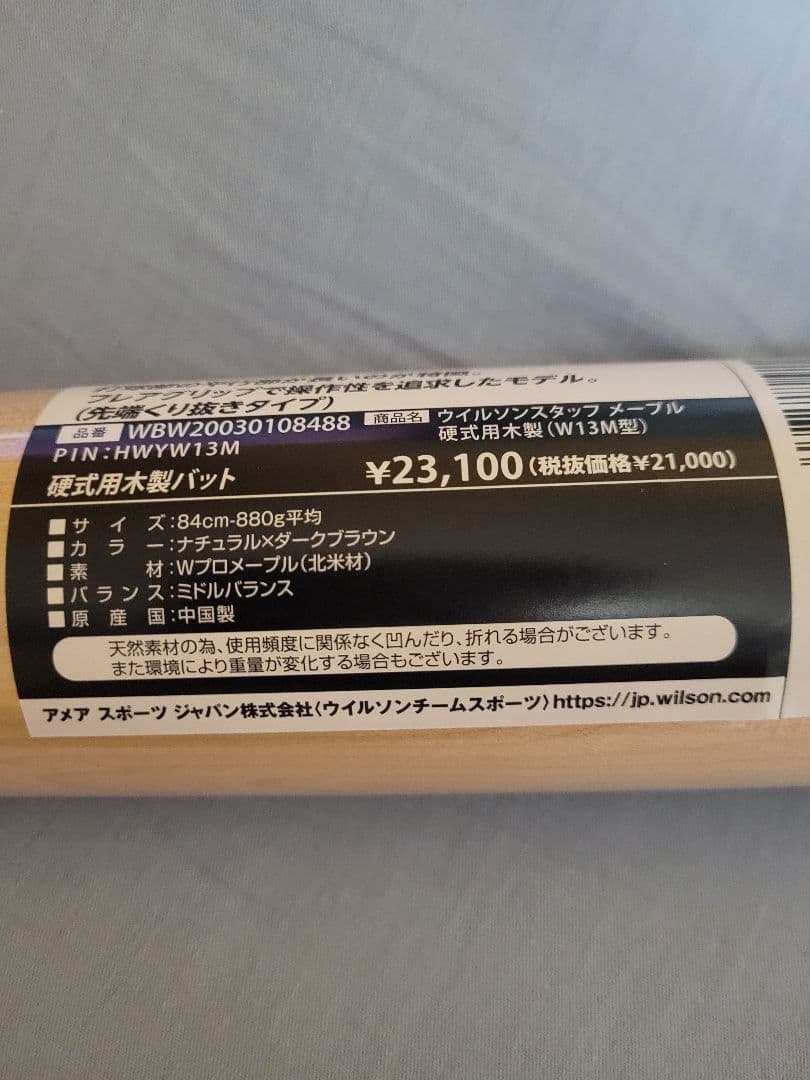 フレアグリップで操作性を追求したモデル。
(先端くり抜きタイプ)
品番 WBW20030108488 商品名 ウイルソンスタッフ メープル
硬式用木製(W13M型)
PIN:HWYW13M
硬式用木製バット ¥23,100(税抜価格¥21,000)
■サイズ:84cm-880g平均
■カラー:ナチュラル×ダークブラウン
■素材:Wプロメープル(北米材)
■バランス:ミドルバランス
■原産国:中国製
天然素材の為、使用頻度に関係なく凹んだり、折れる場合がございます。
また環境により重量が変化する場合もございます。
アメア スポーツ ジャパン株式会社〈ウイルソンチームスポーツ〉https://jp.wilson.com